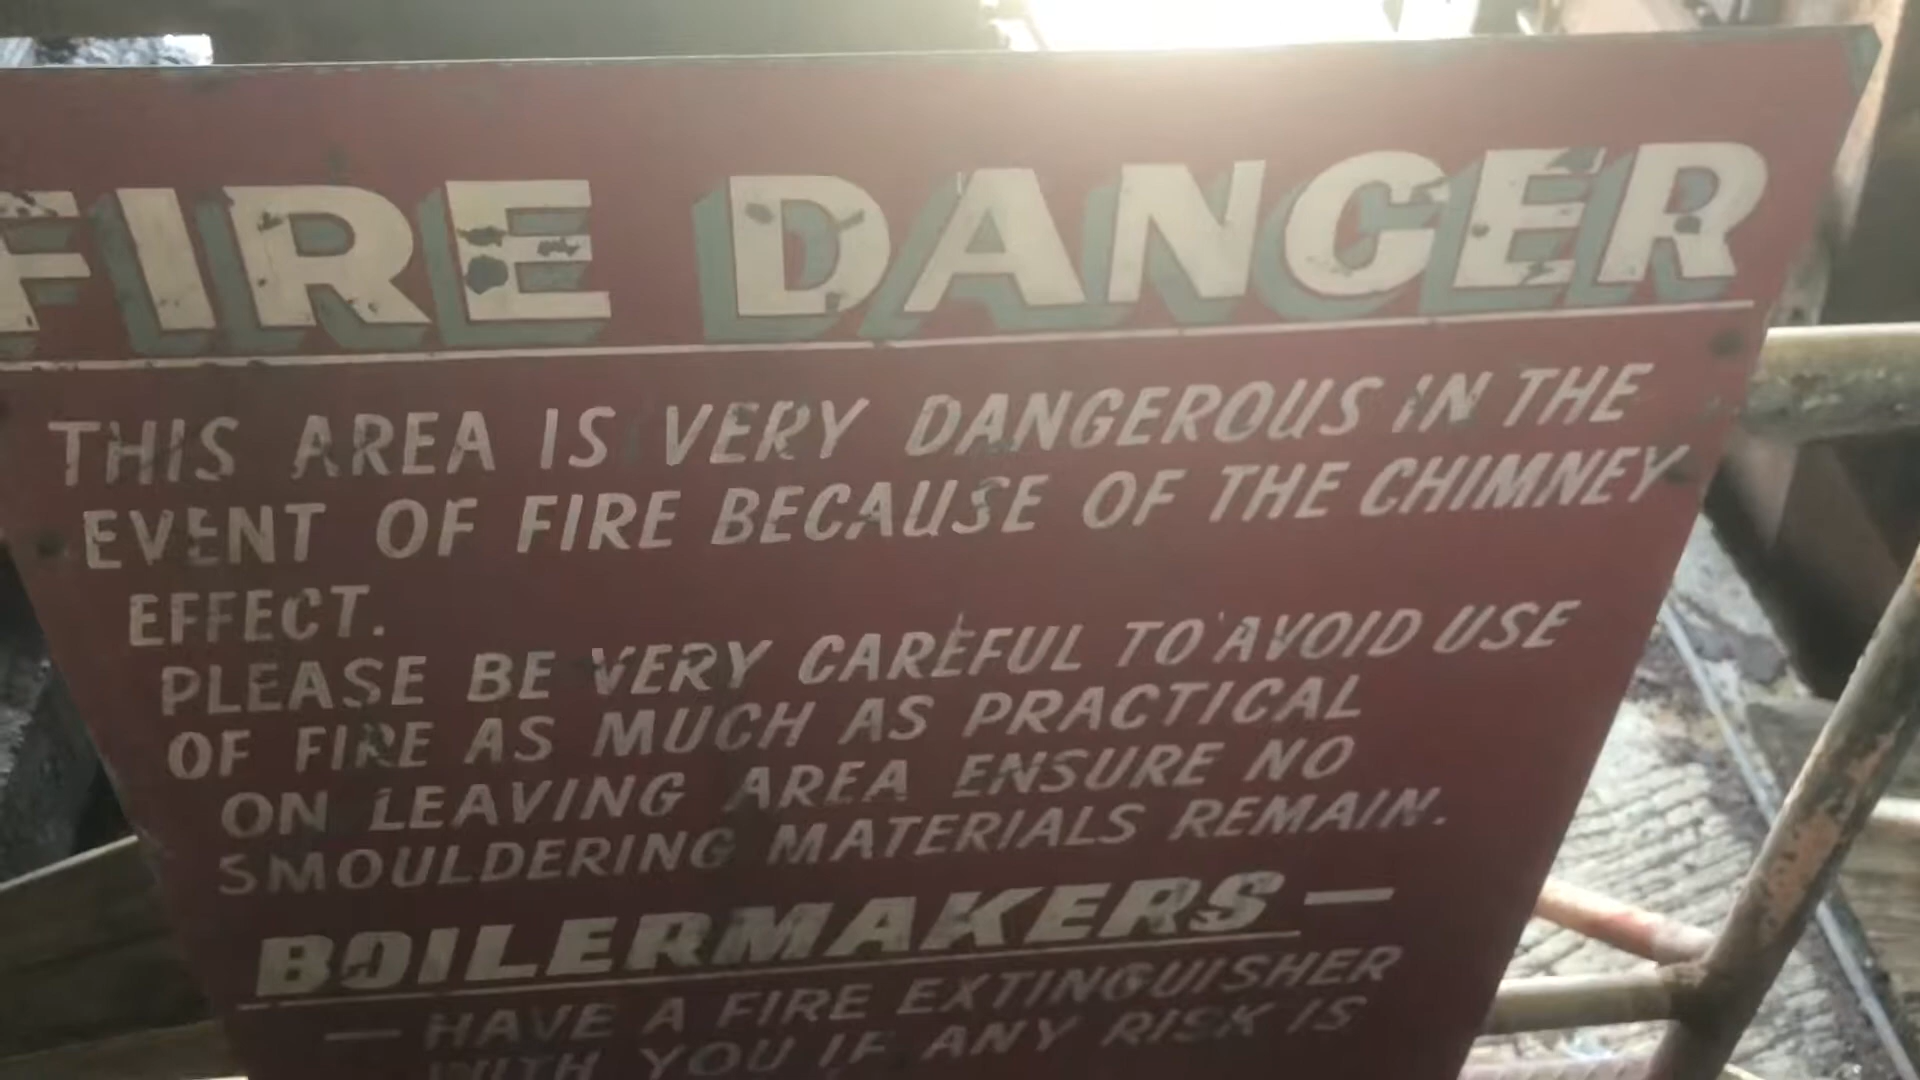 FIRE DANGER
THIS AREA IS VERY DANGEROUS IN THE
EVENT OF FIRE BECAUSE OF THE CHIMNEY
EFFECT.
PLEASE BE VERY CAREFUL TO AVOID USE
OF FIRE AS MUCH AS PRACTICAL
ON LEAVING AREA ENSURE NO
SMOULDERING MATERIALS REMAIN.
BOILERMAKERS —
— HAVE A FIRE EXTINGUISHER
WITH YOU IF ANY RISK IS